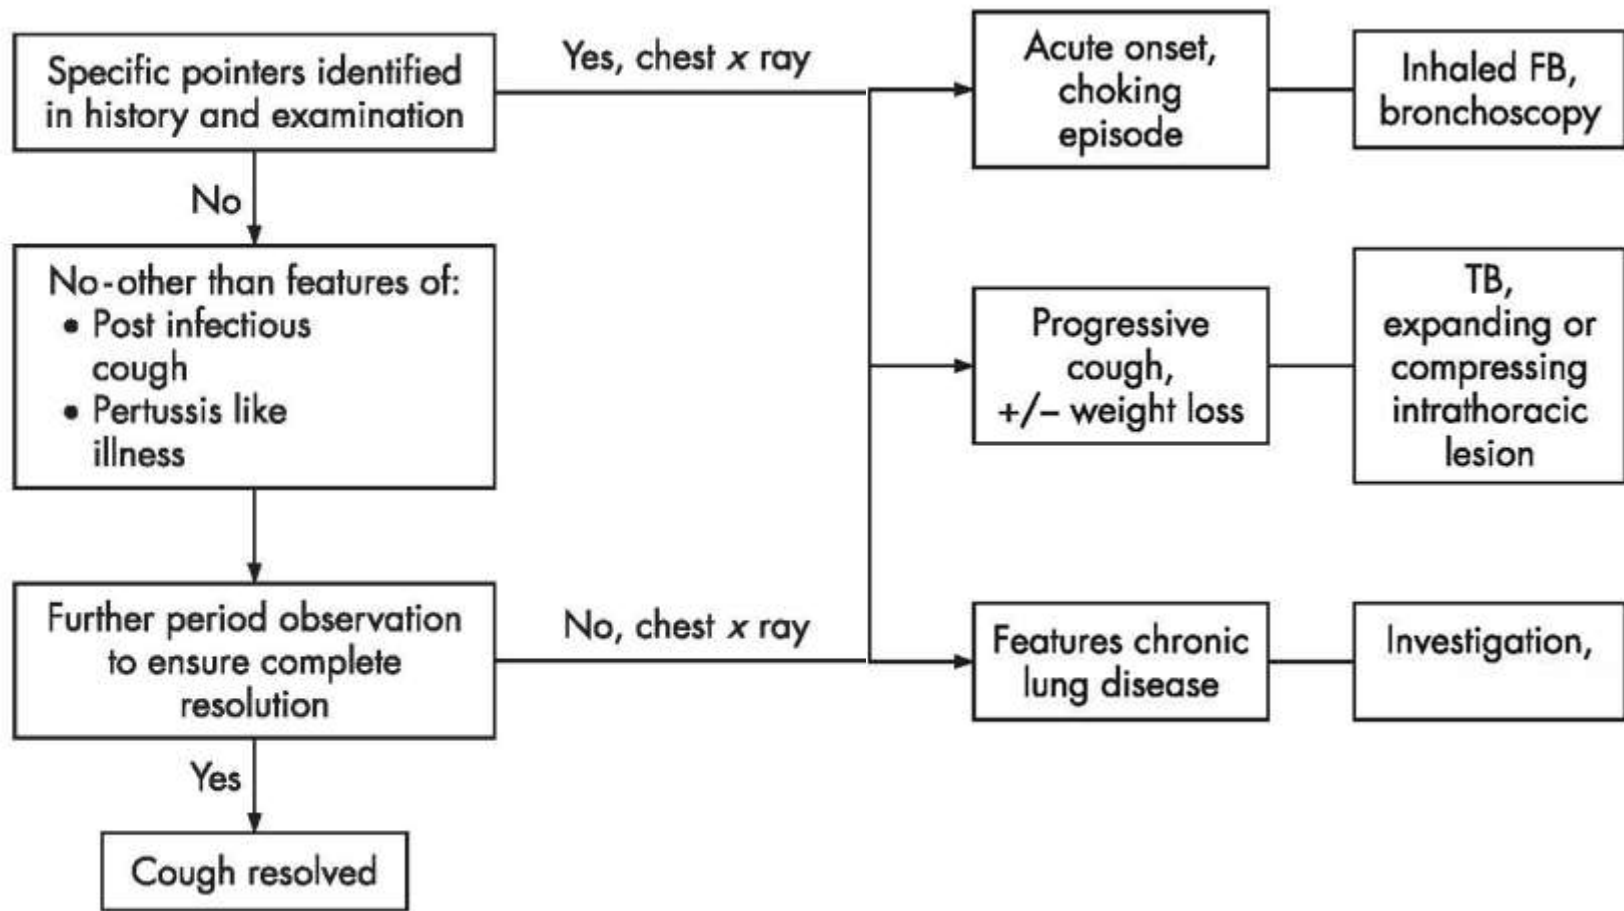 Specific pointers identified
in history and examination
Yes, chest x ray
Acute onset,
choking
episode
Inhaled FB,
bronchoscopy
No
No-other than features of:
• Post infectious
cough
• Pertussis like
illness
Progressive
cough,
+/– weight loss
TB,
expanding or
compressing
intrathoracic
lesion
Further period observation
to ensure complete
resolution
No, chest x ray
Features chronic
lung disease
Investigation,
Yes
Cough resolved